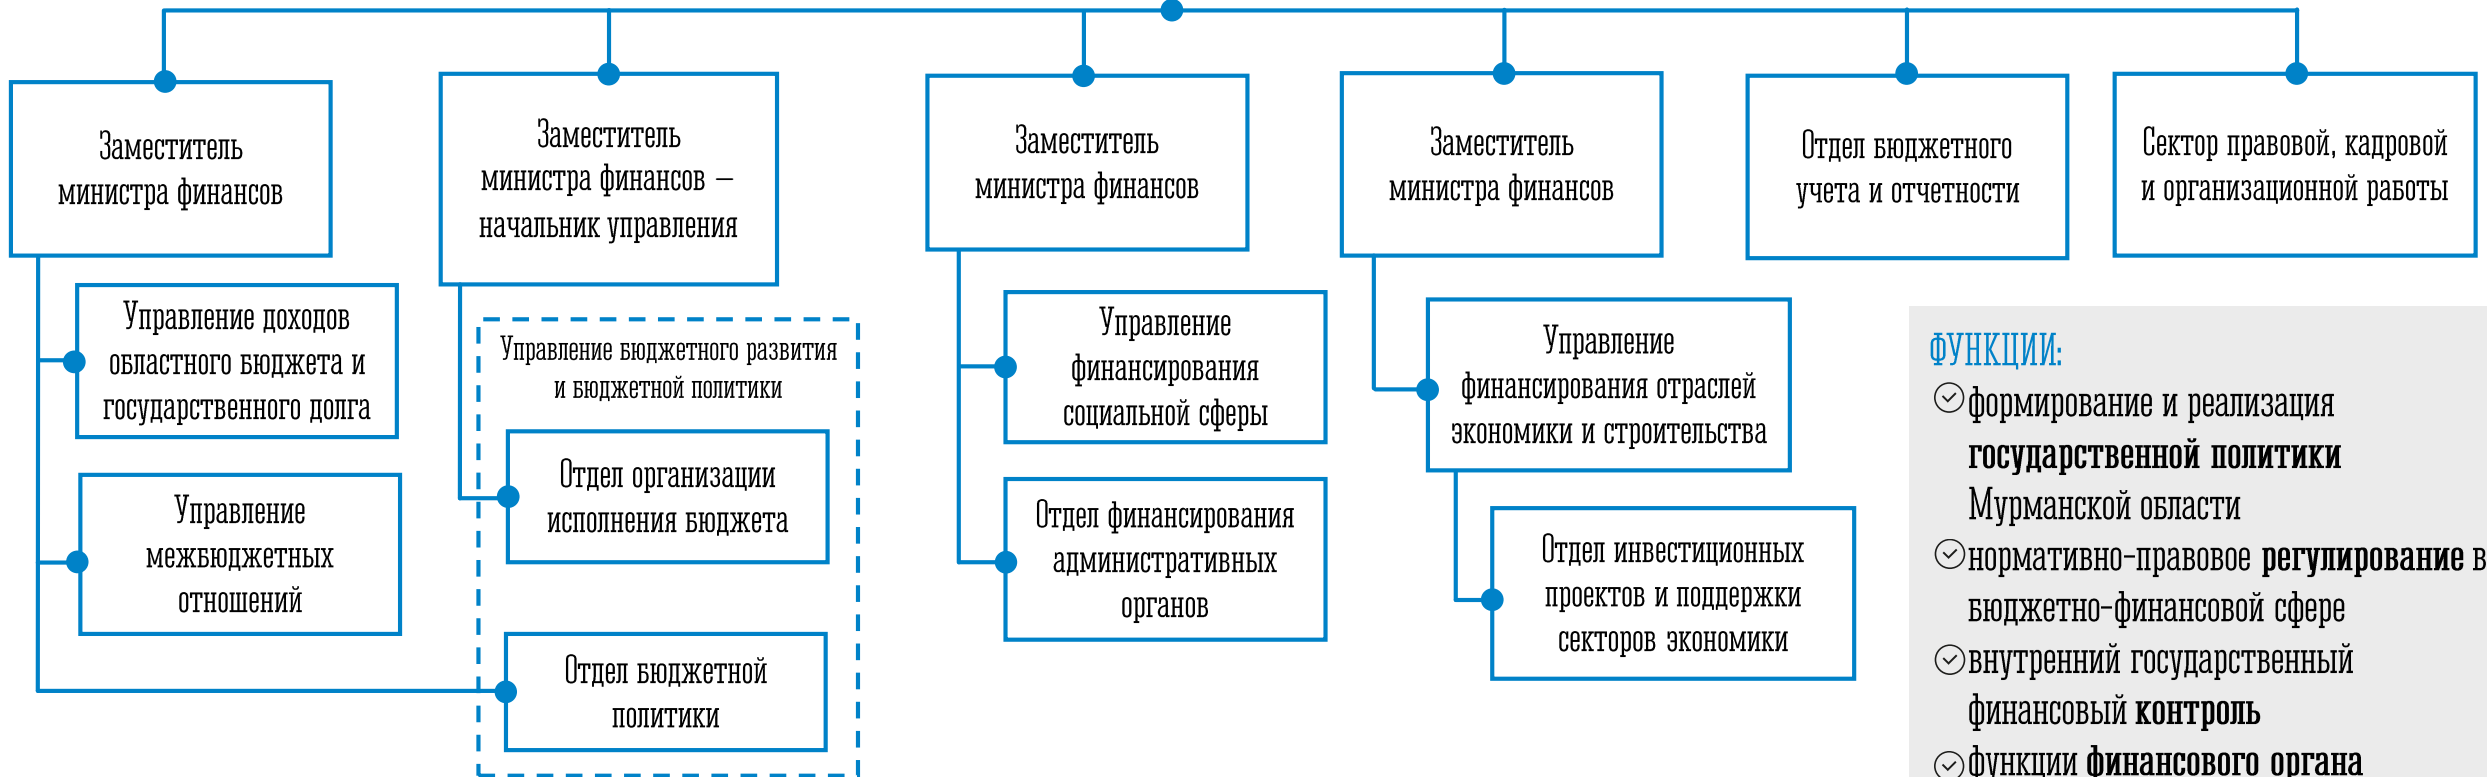 Заместитель
министра финансов
Заместитель
министра финансов –
начальник управления
Заместитель
министра финансов
Заместитель
министра финансов
Отдел бюджетного
учета и отчетности
Сектор правовой, кадровой
и организационной работы
Управление доходов
областного бюджета и
государственного долга
Управление
межбюджетных
отношений
Управление бюджетного развития
и бюджетной политики
Отдел организации
исполнения бюджета
Отдел бюджетной
политики
Управление
финансирования
социальной сферы
Отдел финансирования
административных
органов
Управление
финансирования отраслей
экономики и строительства
Отдел инвестиционных
проектов и поддержки
секторов экономики
ФУНКЦИИ:
формирование и реализация
государственной политики
Мурманской области
нормативно-правовое регулирование в
бюджетно-финансовой сфере
внутренний государственный
финансовый контроль
функции финансового органа